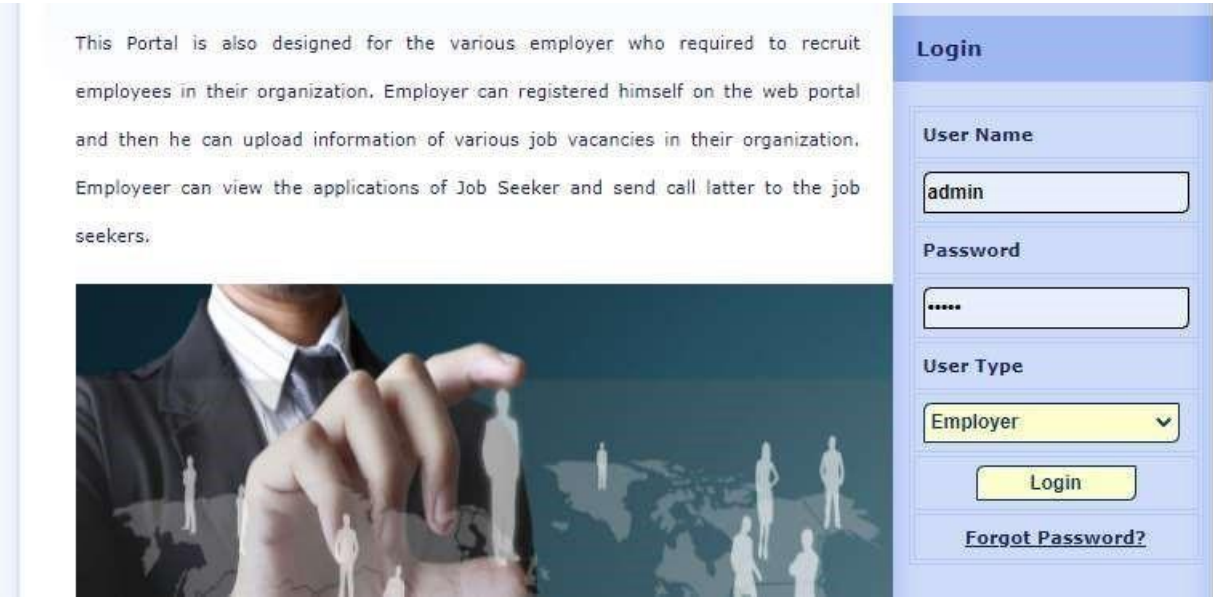 This Portal is also designed for the various employer who required to recruit
employees in their organization. Employer can registered himself on the web portal
and then he can upload information of various job vacancies in their organization.
Employeer can view the applications of Job Seeker and send call latter to the job
seekers.
Login
User Name
admin
Password
•••••
User Type
Employer
Login
Forgot Password?